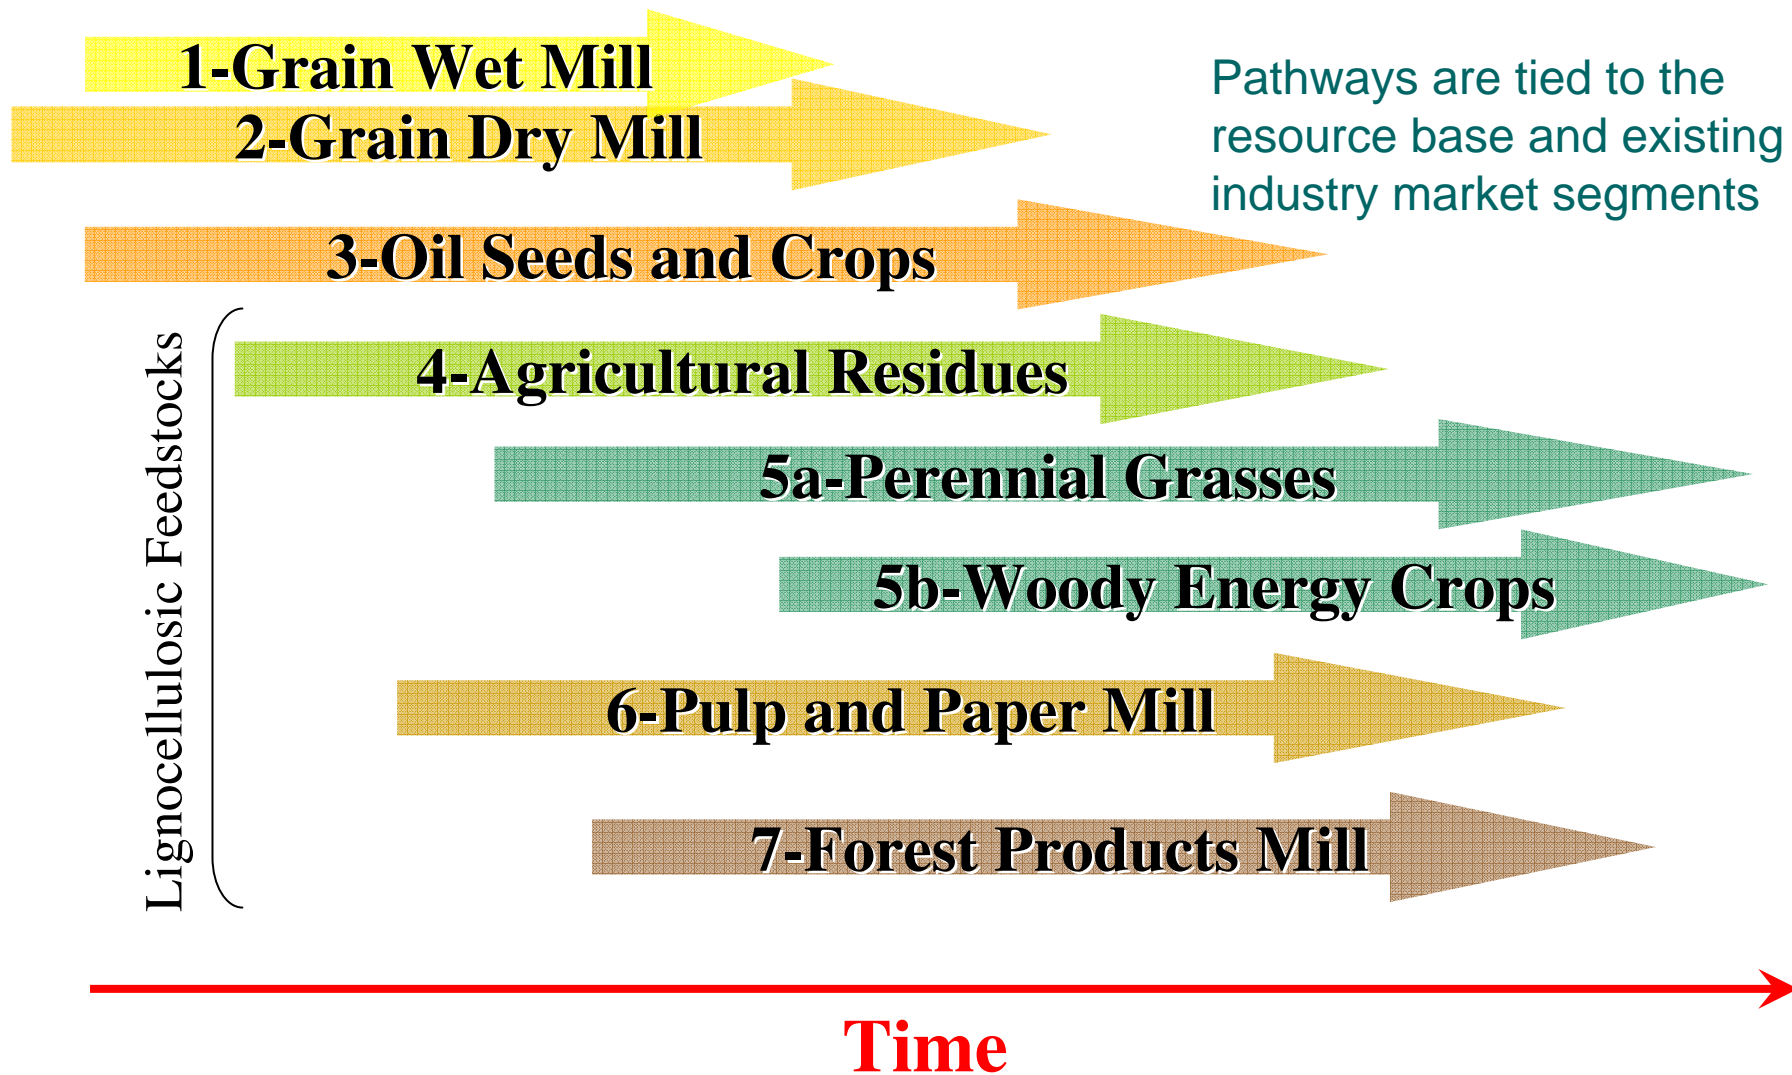 1-Grain Wet Mill
2-Grain Dry Mill
Pathways are tied to the
resource base and existing
industry market segments
3-Oil Seeds and Crops
Lignocellulosic Feedstocks
4-Agricultural Residues
5a-Perennial Grasses
5b-Woody Energy Crops
6-Pulp and Paper Mill
7-Forest Products Mill
Time